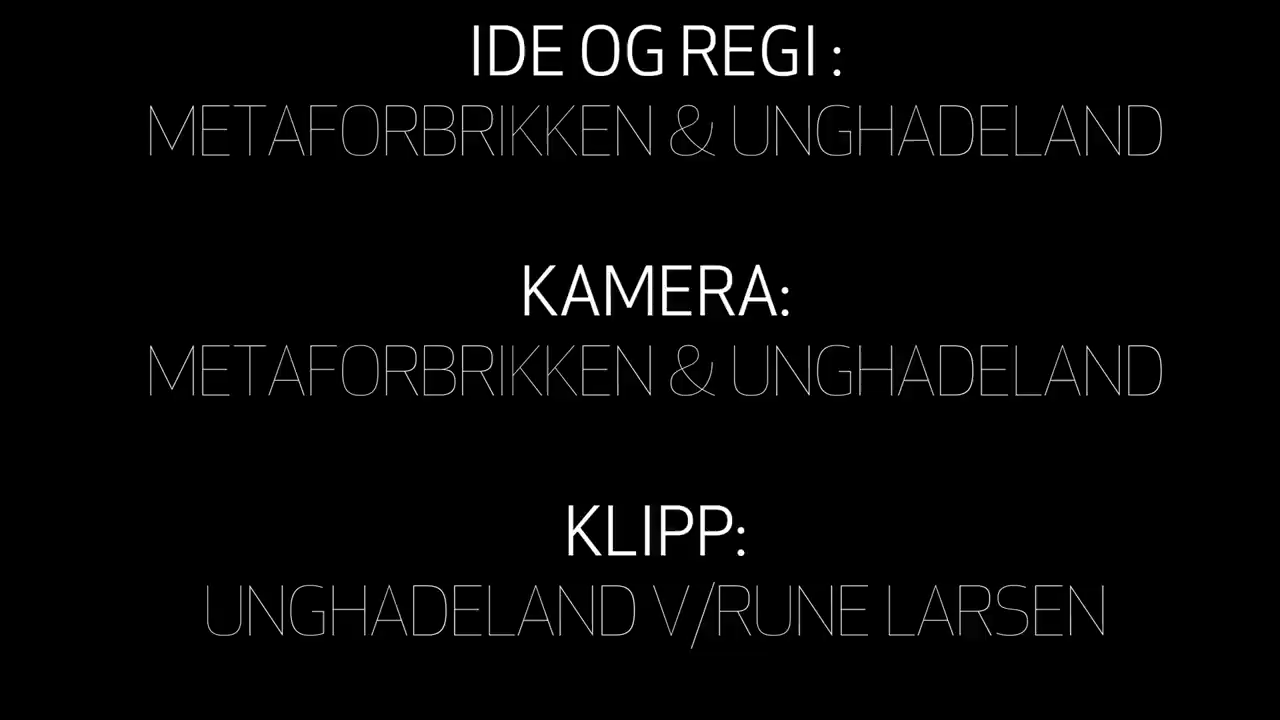 IDE OG REGI :
METAFORBRIKKEN & UNGHADELAND
KAMERA:
METAFORBRIKKEN & UNGHADELAND
KLIPP:
UNGHADELAND V/RUNE LARSEN